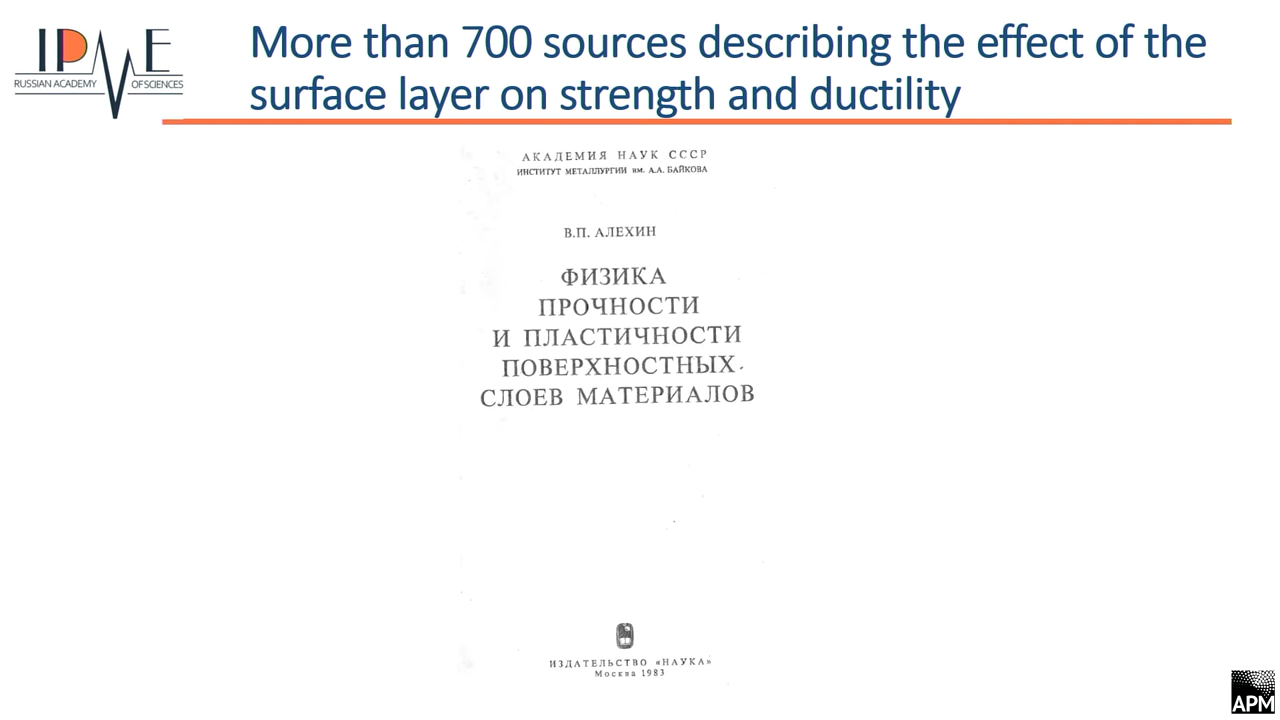 IPME
RUSSIAN ACADEMY OF SCIENCES
More than 700 sources describing the effect of the
surface layer on strength and ductility
АКАДЕМИЯ НАУК СССР
ИНСТИТУТ МЕТАЛЛУРГИИ им. А.А. БАЙКОВА
В.П. АЛЕХИН
ФИЗИКА
ПРОЧНОСТИ
И ПЛАСТИЧНОСТИ
ПОВЕРХНОСТНЫХ
СЛОЕВ МАТЕРИАЛОВ
ИЗДАТЕЛЬСТВО «НАУКА»
Москва 1983
APM